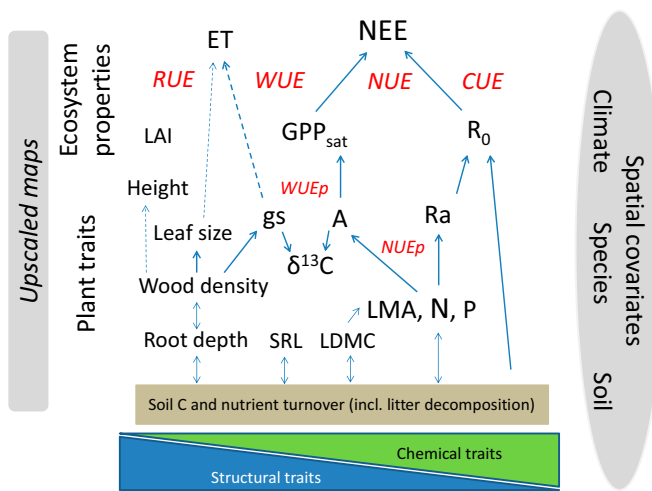 Upscaled maps
Ecosystem
properties
Plant traits
ET
NEE
RUE
WUE
NUE
CUE
LAI
GPPsat
R0
Height
WUEp
Leaf size
gs
A
Ra
NUEp
δ13C
Wood density
LMA, N, P
Root depth
SRL
LDMC
Soil C and nutrient turnover (incl. litter decomposition)
Chemical traits
Structural traits
Climate
Species
Soil
Spatial covariates